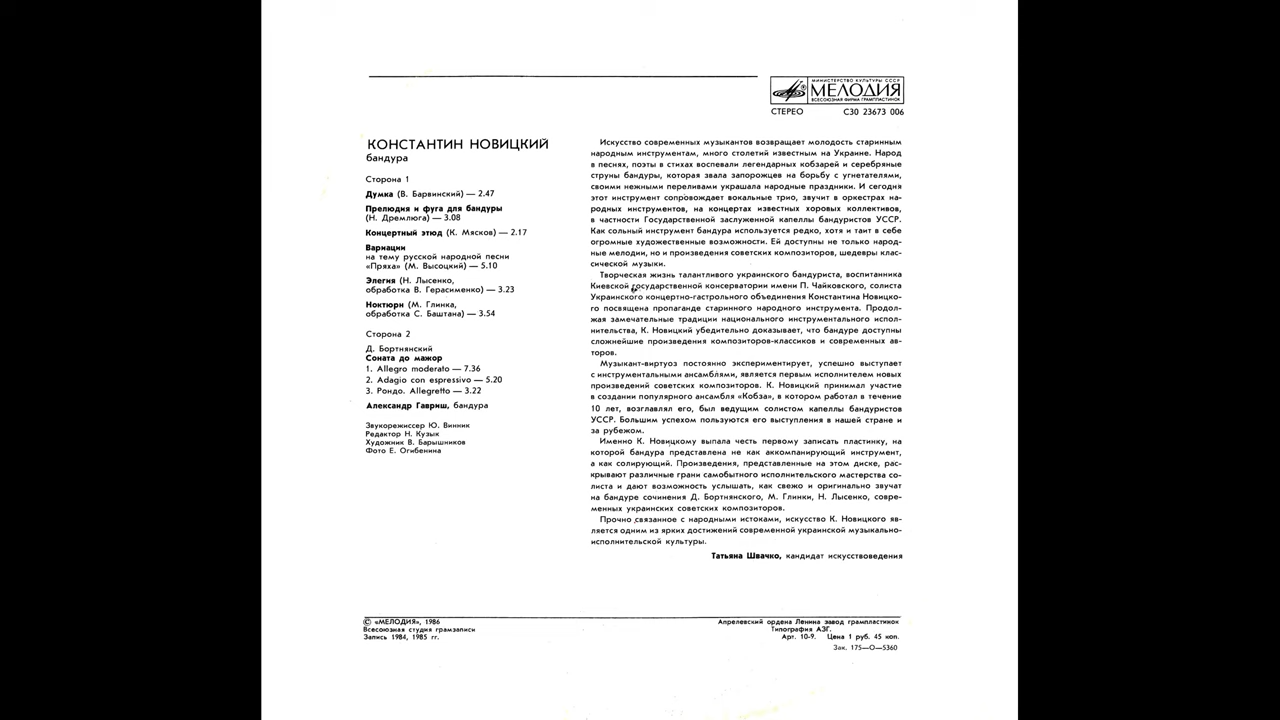 МИНИСТЕРСТВО КУЛЬТУРЫ СССР
МЕЛОДИЯ
ВСЕСОЮЗНАЯ ФИРМА ГРАМПЛАСТИНОК
СТЕРЕО С30 23673 006
КОНСТАНТИН НОВИЦКИЙ
бандура
Сторона 1
Думка (В. Барвинский) — 2.47
Прелюдия и фуга для бандуры
(Н. Дремлюга) — 3.08
Концертный этюд (К. Мясков) — 2.17
Вариации
на тему русской народной песни
«Пряха» (М. Высоцкий) — 5.10
Элегия (Н. Лысенко,
обработка В. Герасименко) — 3.23
Ноктюрн (М. Глинка,
обработка С. Баштана) — 3.54
Сторона 2
Д. Бортнянский
Соната до мажор
1. Allegro moderato — 7.36
2. Adagio con espressivo — 5.20
3. Рондо. Allegretto — 3.22
Александр Гавриш, бандура
Звукорежиссер Ю. Винник
Редактор Н. Кузык
Художник В. Барышников
Фото Е. Огибенина
Искусство современных музыкантов возвращает молодость старинным
народным инструментам, много столетий известным на Украине. Народ
в песнях, поэты в стихах воспевали легендарных кобзарей и серебряные
струны бандуры, которая звала запорожцев на борьбу с угнетателями,
своими нежными переливами украшала народные праздники. И сегодня
этот инструмент сопровождает вокальные трио, звучит в оркестрах на-
родных инструментов, на концертах известных хоровых коллективов,
в частности Государственной заслуженной капеллы бандуристов УССР.
Как сольный инструмент бандура используется редко, хотя и таит в себе
огромные художественные возможности. Ей доступны не только народ-
ные мелодии, но и произведения советских композиторов, шедевры клас-
сической музыки.
Творческая жизнь талантливого украинского бандуриста, воспитанника
Киевской государственной консерватории имени П. Чайковского, солиста
Украинского концертно-гастрольного объединения Константина Новицко-
го посвящена пропаганде старинного народного инструмента. Продол-
жая замечательные традиции национального инструментального испол-
нительства, К. Новицкий убедительно доказывает, что бандуре доступны
сложнейшие произведения композиторов-классиков и современных ав-
торов.
Музыкант-виртуоз постоянно экспериментирует, успешно выступает
с инструментальными ансамблями, является первым исполнителем новых
произведений советских композиторов. К. Новицкий принимал участие
в создании популярного ансамбля «Кобза», в котором работал в течение
10 лет, возглавлял его, был ведущим солистом капеллы бандуристов
УССР. Большим успехом пользуются его выступления в нашей стране и
за рубежом.
Именно К. Новицкому выпала честь первому записать пластинку, на
которой бандура представлена не как аккомпанирующий инструмент,
а как солирующий. Произведения, представленные на этом диске, рас-
крывают различные грани самобытного исполнительского мастерства со-
листа и дают возможность услышать, как свежо и оригинально звучат
на бандуре сочинения Д. Бортнянского, М. Глинки, Н. Лысенко, совре-
менных украинских советских композиторов.
Прочно связанное с народными истоками, искусство К. Новицкого яв-
ляется одним из ярких достижений современной украинской музыкально-
исполнительской культуры.
Татьяна Швачко, кандидат искусствоведения
© «МЕЛОДИЯ», 1986
Всесоюзная студия грамзаписи
Запись 1984, 1985 гг.
Апрелевский ордена Ленина завод грампластинок
Типография АЗГ.
Арт. 10-9. Цена 1 руб. 45 коп.
Зак. 175—О—5360